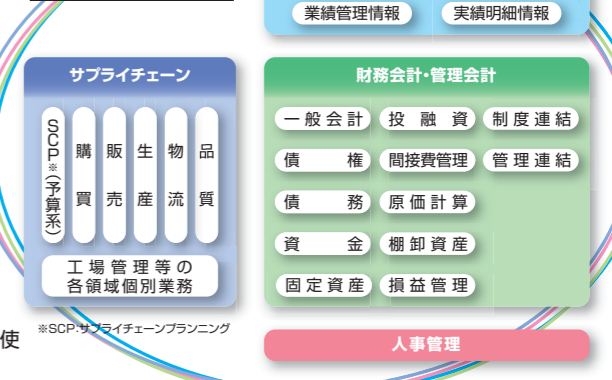 業績管理情報 実績明細情報
サプライチェーン
SCP※(予算系)
購買
販売
生産
物流
品質
工場管理等の
各領域個別業務
※SCP:サプライチェーンプランニング
使
財務会計・管理会計
一般会計 投融資 制度連結
債権 間接費管理 管理連結
債務 原価計算
資金 棚卸資産
固定資産 損益管理
人事管理